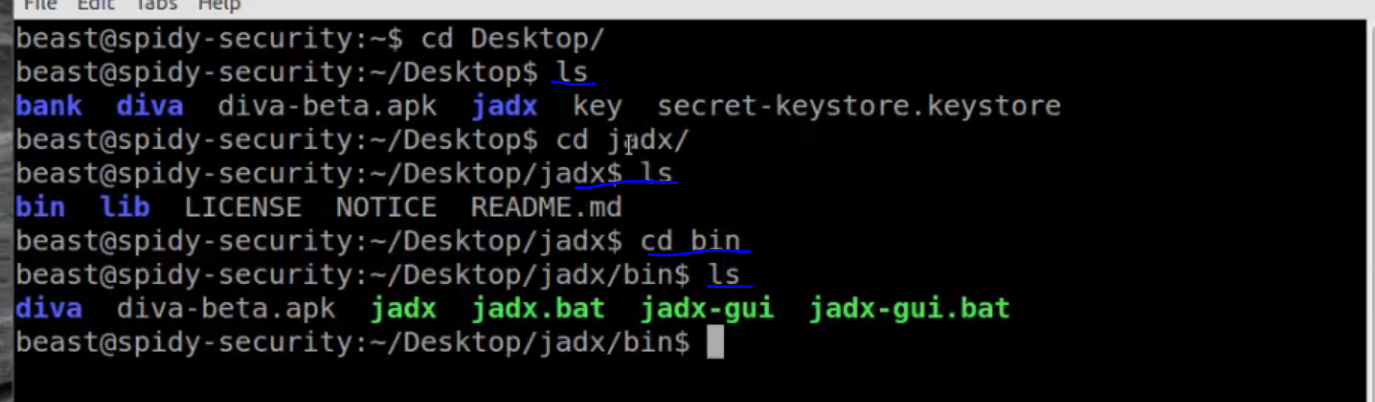 File Edit Tabs Help
beast@spidy-security:~$ cd Desktop/
beast@spidy-security:~/Desktop$ ls
bank diva diva-beta.apk jadx key secret-keystore.keystore
beast@spidy-security:~/Desktop$ cd jadx/
beast@spidy-security:~/Desktop/jadx$ ls
bin lib LICENSE NOTICE README.md
beast@spidy-security:~/Desktop/jadx$ cd bin
beast@spidy-security:~/Desktop/jadx/bin$ ls
diva diva-beta.apk jadx jadx.bat jadx-gui jadx-gui.bat
beast@spidy-security:~/Desktop/jadx/bin$